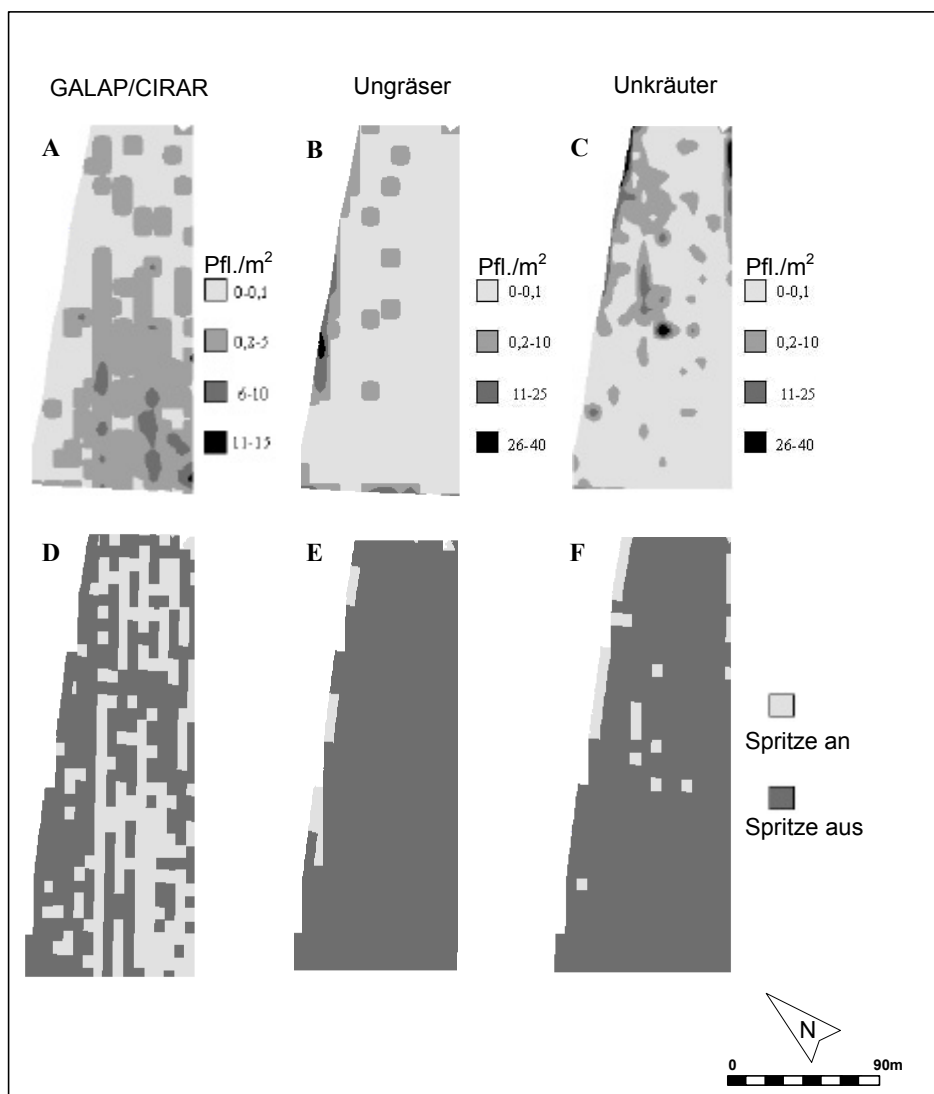 GALAP/CIRAR
Ungräser
Unkräuter
A
B
C
Pfl./m²
0-0,1
0,2-5
6-10
11-15
Pfl./m²
0-0,1
0,2-10
11-25
26-40
Pfl./m²
0-0,1
0,2-10
11-25
26-40
D
E
F
Spritze an
Spritze aus
N
0 90m